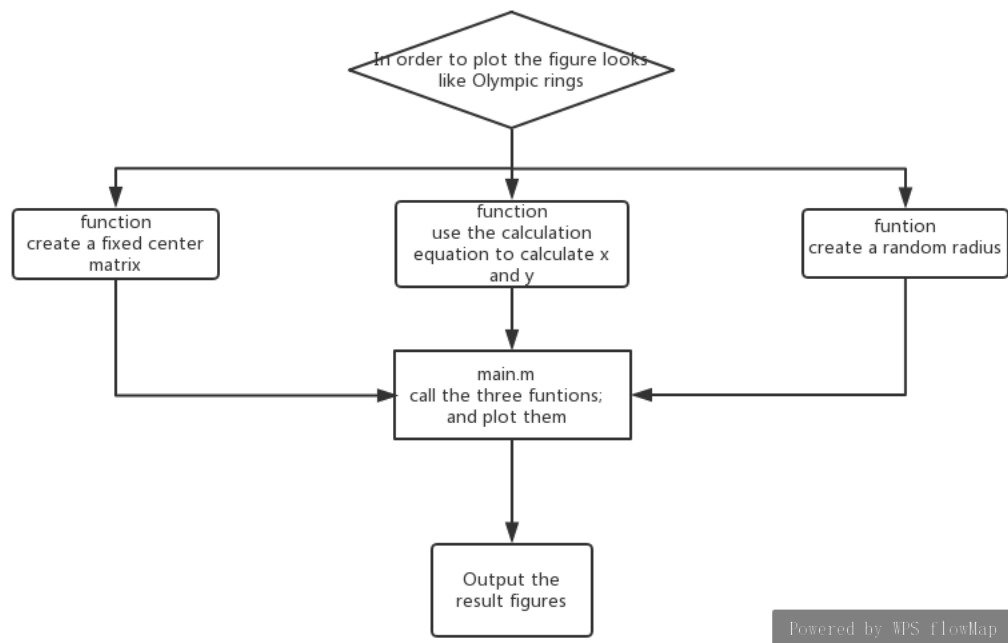 In order to plot the figure looks
like Olympic rings
function
create a fixed center
matrix
function
use the calculation
equation to calculate x
and y
funtion
create a random radius
main.m
call the three funtions;
and plot them
Output the
result figures
Powered by WPS flowMap